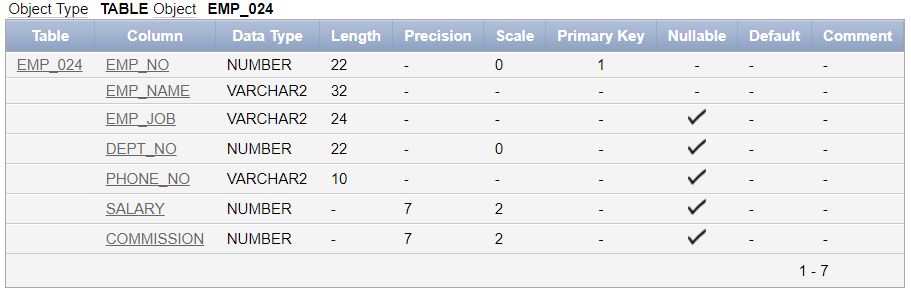 Object Type TABLE Object EMP_024
Table Column Data Type Length Precision Scale Primary Key Nullable Default Comment
EMP_024 EMP_NO NUMBER 22 - 0 1 - - -
EMP_NAME VARCHAR2 32 - - - - - -
EMP_JOB VARCHAR2 24 - - - ✓ - -
DEPT_NO NUMBER 22 - 0 - ✓ - -
PHONE_NO VARCHAR2 10 - - - ✓ - -
SALARY NUMBER - 7 2 - ✓ - -
COMMISSION NUMBER - 7 2 - ✓ - -
1 - 7